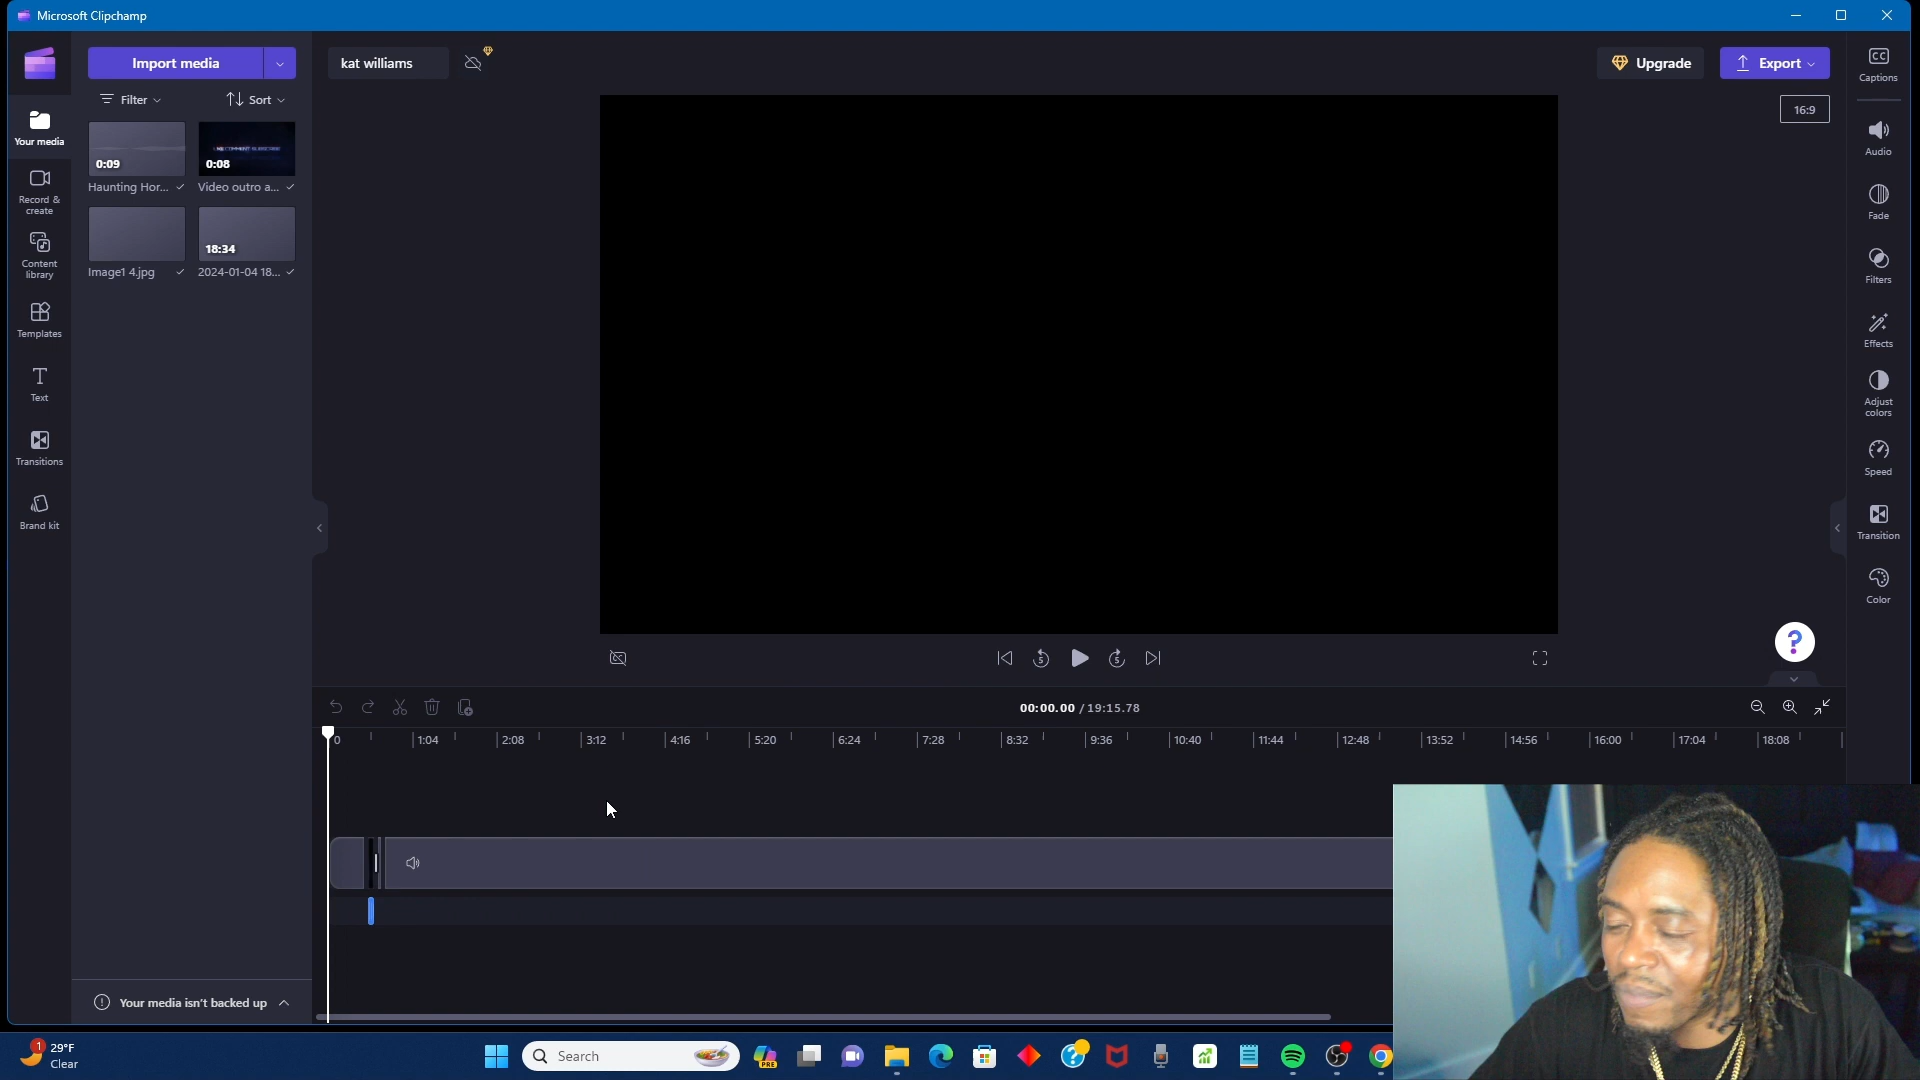 Microsoft Clipchamp
Import media
kat williams
Upgrade
Export
Captions
Filter
Sort
16:9
Your media
0:09
0:08
Haunting Hor...
Video outro a...
Audio
Record &
create
Fade
18:34
Image1 4.jpg
2024-01-04 18...
Content
library
Filters
Templates
Effects
Text
Adjust
colors
Transitions
Speed
Brand kit
Transition
Color
?
5
5
00:00.00 / 19:15.78
0
1:04
2:08
3:12
4:16
5:20
6:24
7:28
8:32
9:36
10:40
11:44
12:48
13:52
14:56
16:00
17:04
18:08
Your media isn't backed up
1
29°F
Clear
Search
PRE